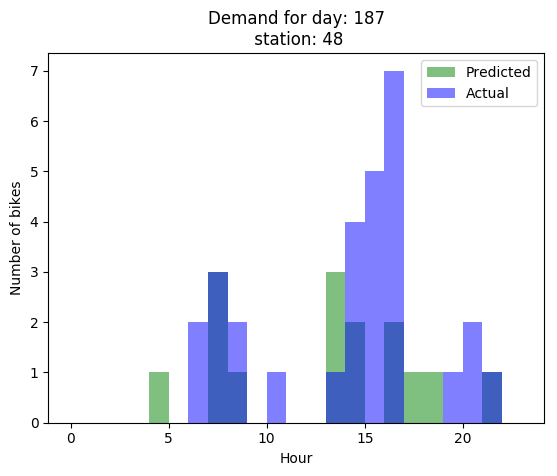 Demand for day: 187
station: 48
Predicted
Actual
7
6
5
4
3
2
1
0
Number of bikes
0 5 10 15 20
Hour